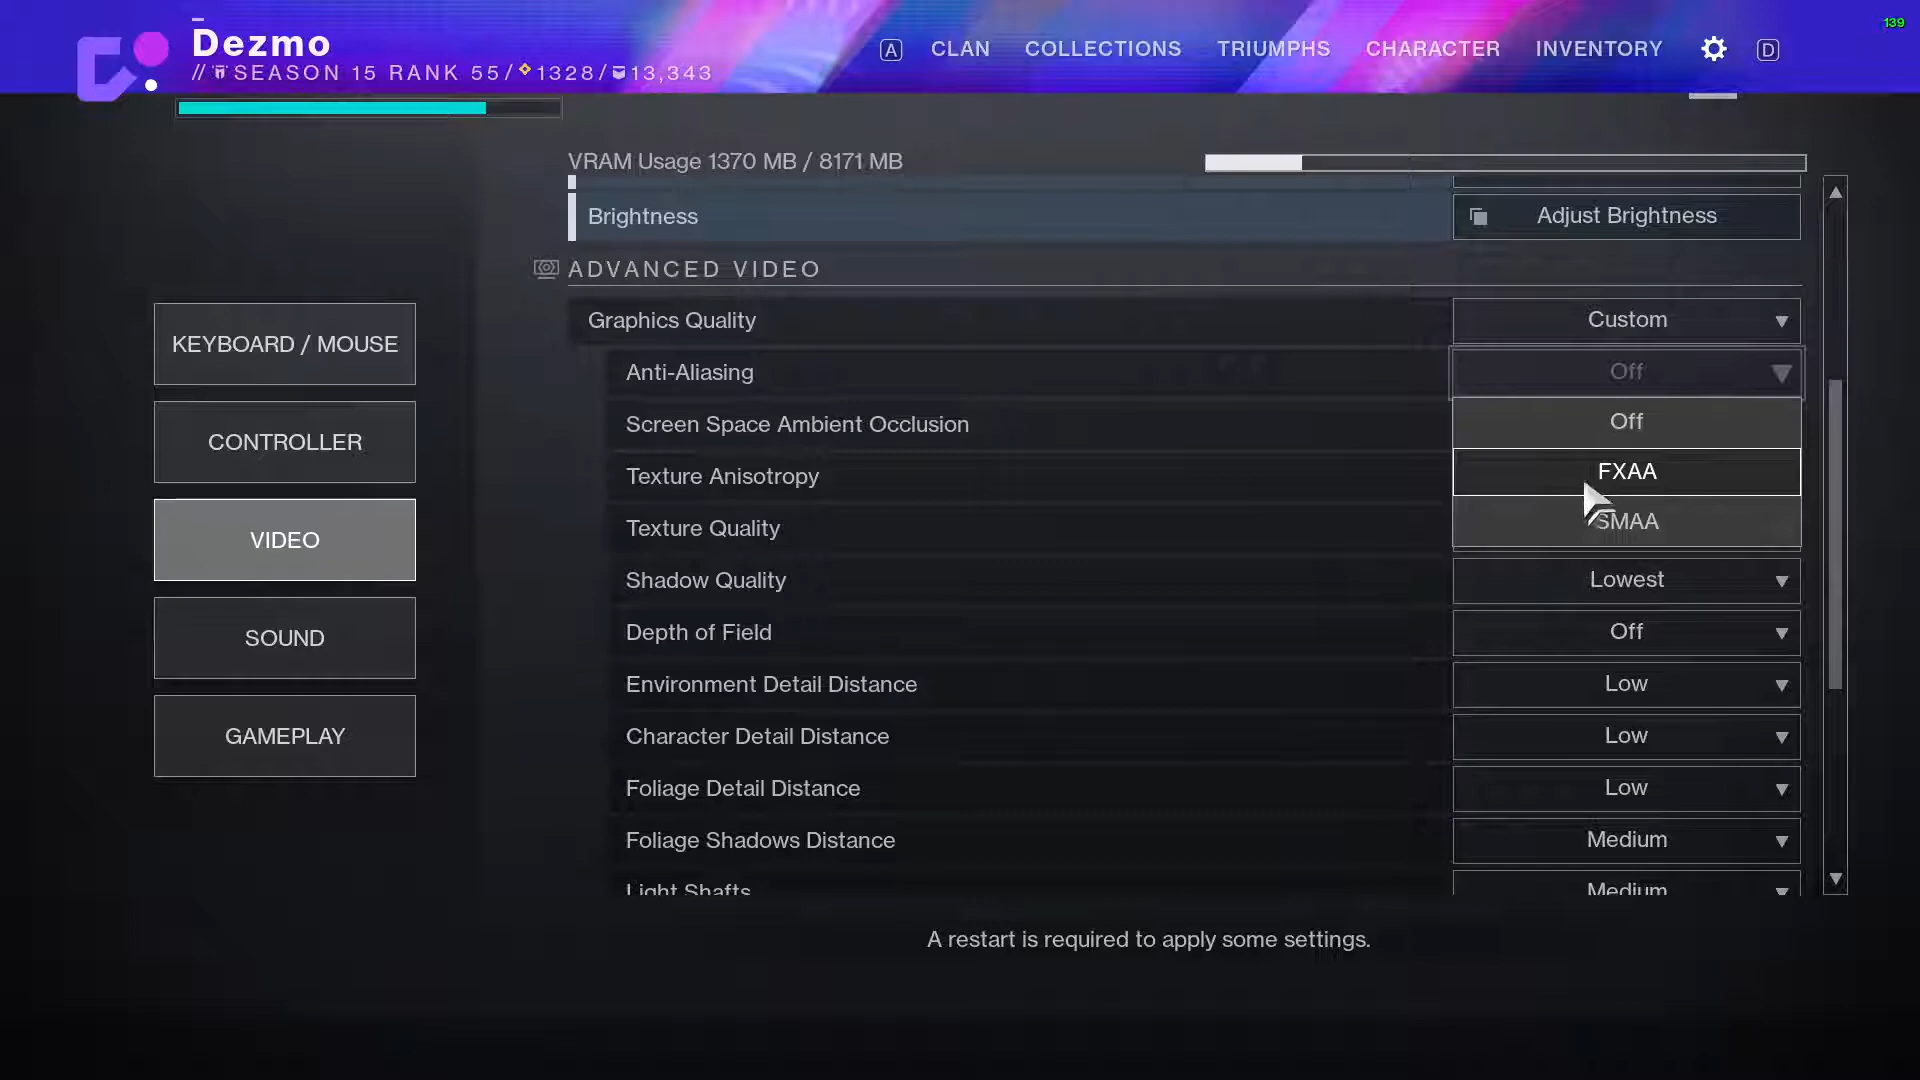 139
Dezmo
// SEASON 15 RANK 55/1328/13,343
A CLAN COLLECTIONS TRIUMPHS CHARACTER INVENTORY D
VRAM Usage 1370 MB / 8171 MB
Brightness Adjust Brightness
ADVANCED VIDEO
Graphics Quality Custom
Anti-Aliasing Off
Screen Space Ambient Occlusion Off
Texture Anisotropy FXAA
Texture Quality SMAA
Shadow Quality Lowest
Depth of Field Off
Environment Detail Distance Low
Character Detail Distance Low
Foliage Detail Distance Low
Foliage Shadows Distance Medium
Light Shafts Medium
KEYBOARD / MOUSE
CONTROLLER
VIDEO
SOUND
GAMEPLAY
A restart is required to apply some settings.